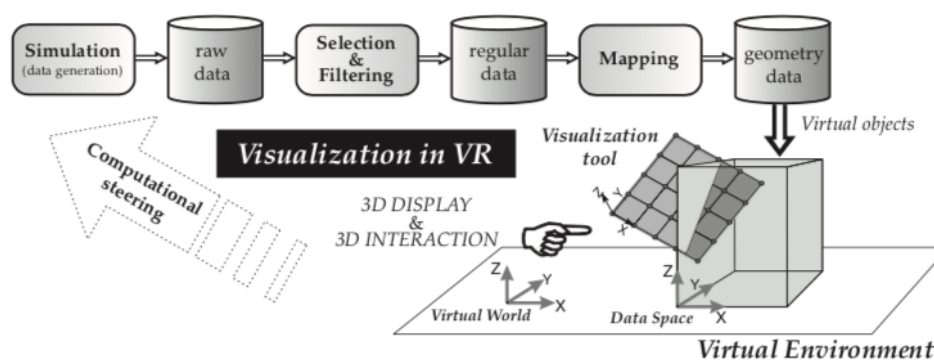 Simulation
(data generation)
raw
data
Selection
&
Filtering
regular
data
Mapping
geometry
data
Virtual objects
Visualization
tool
Visualization in VR
Computational
steering
3D DISPLAY
&
3D INTERACTION
Z
Y
X
Z
Y
X
Virtual World
Z
Y
X
Data Space
Virtual Environment